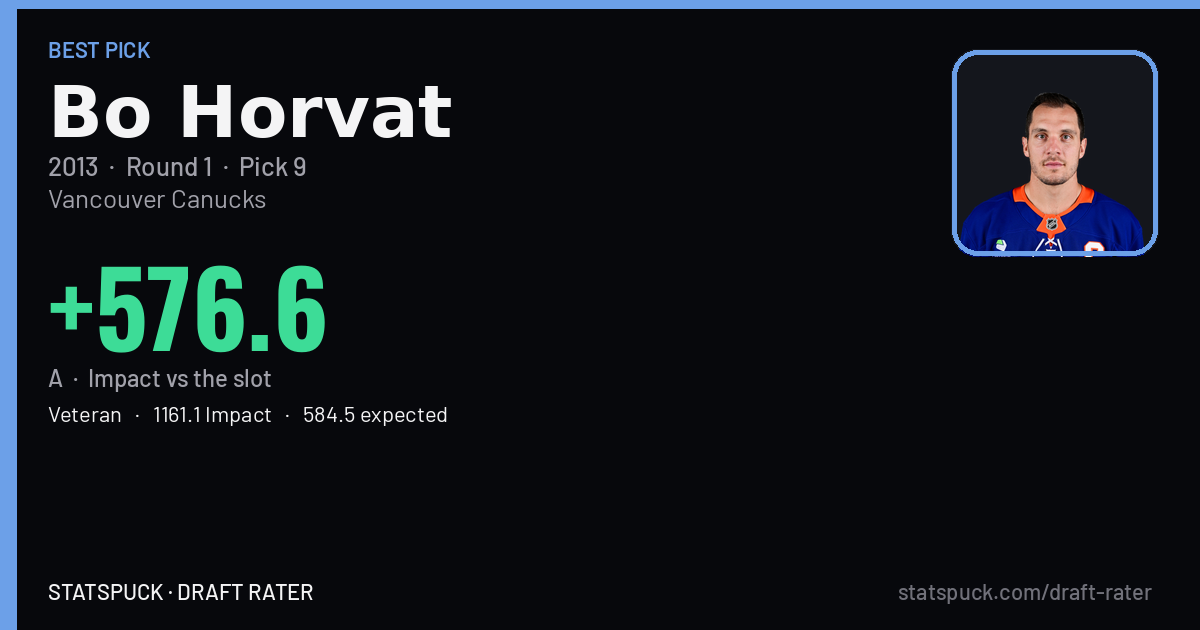 BEST PICK
Bo Horvat
2013 · Round 1 · Pick 9
Vancouver Canucks
+576.6
A · Impact vs the slot
Veteran · 1161.1 Impact · 584.5 expected
STATSPUCK · DRAFT RATER
statspuck.com/draft-rater